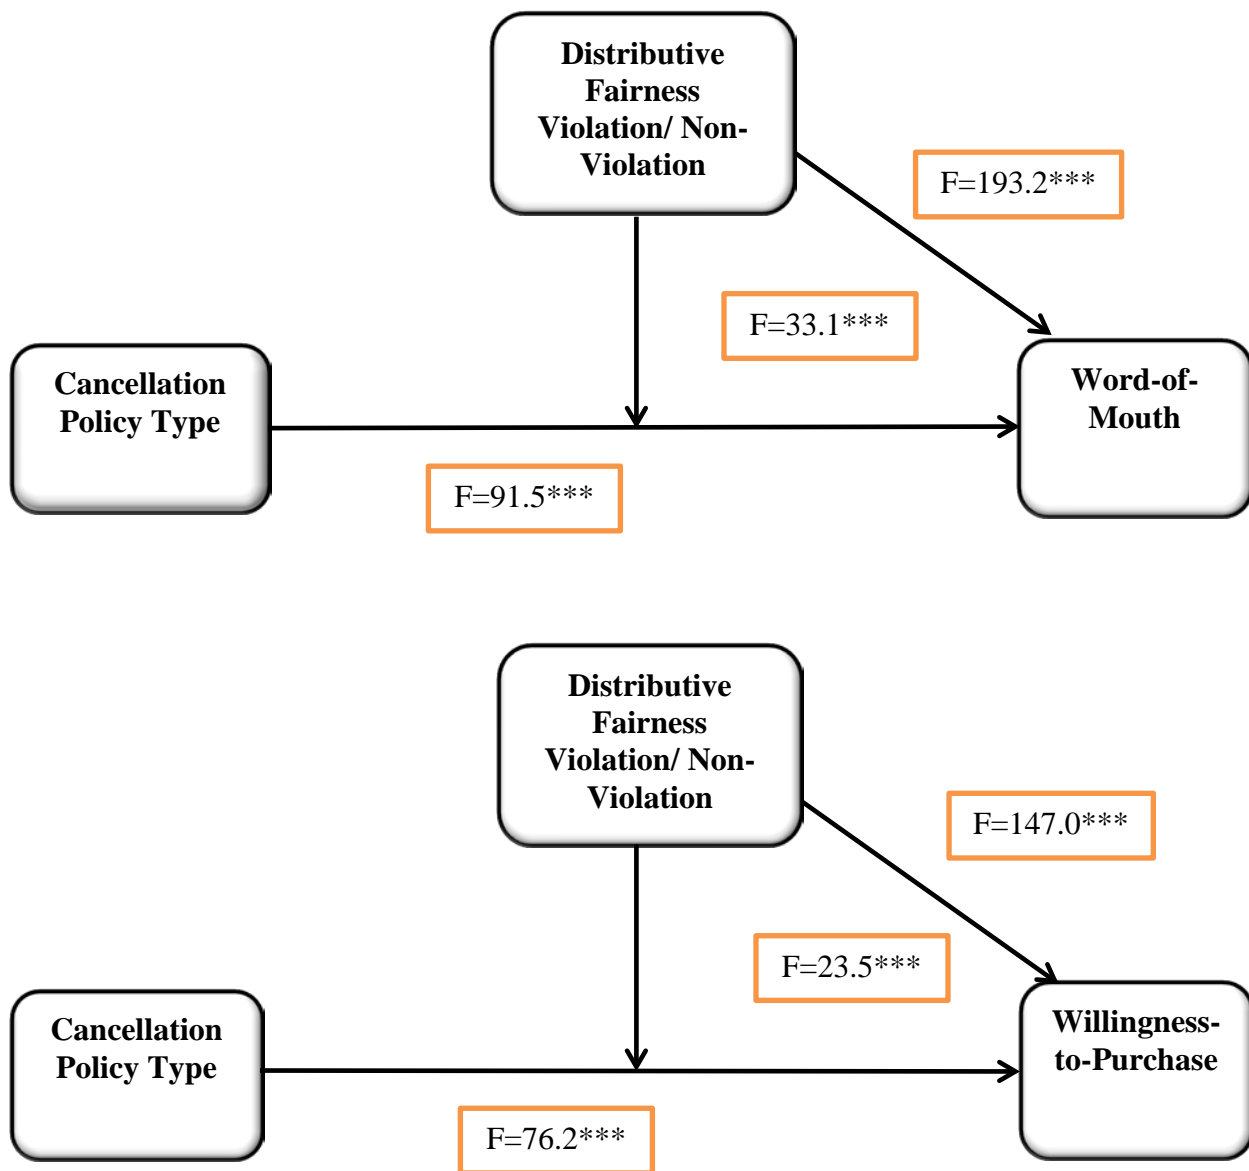 Distributive
Fairness
Violation/ Non-
Violation
F=193.2***
F=33.1***
Cancellation
Policy Type
Word-of-
Mouth
F=91.5***
Distributive
Fairness
Violation/ Non-
Violation
F=147.0***
F=23.5***
Cancellation
Policy Type
Willingness-
to-Purchase
F=76.2***